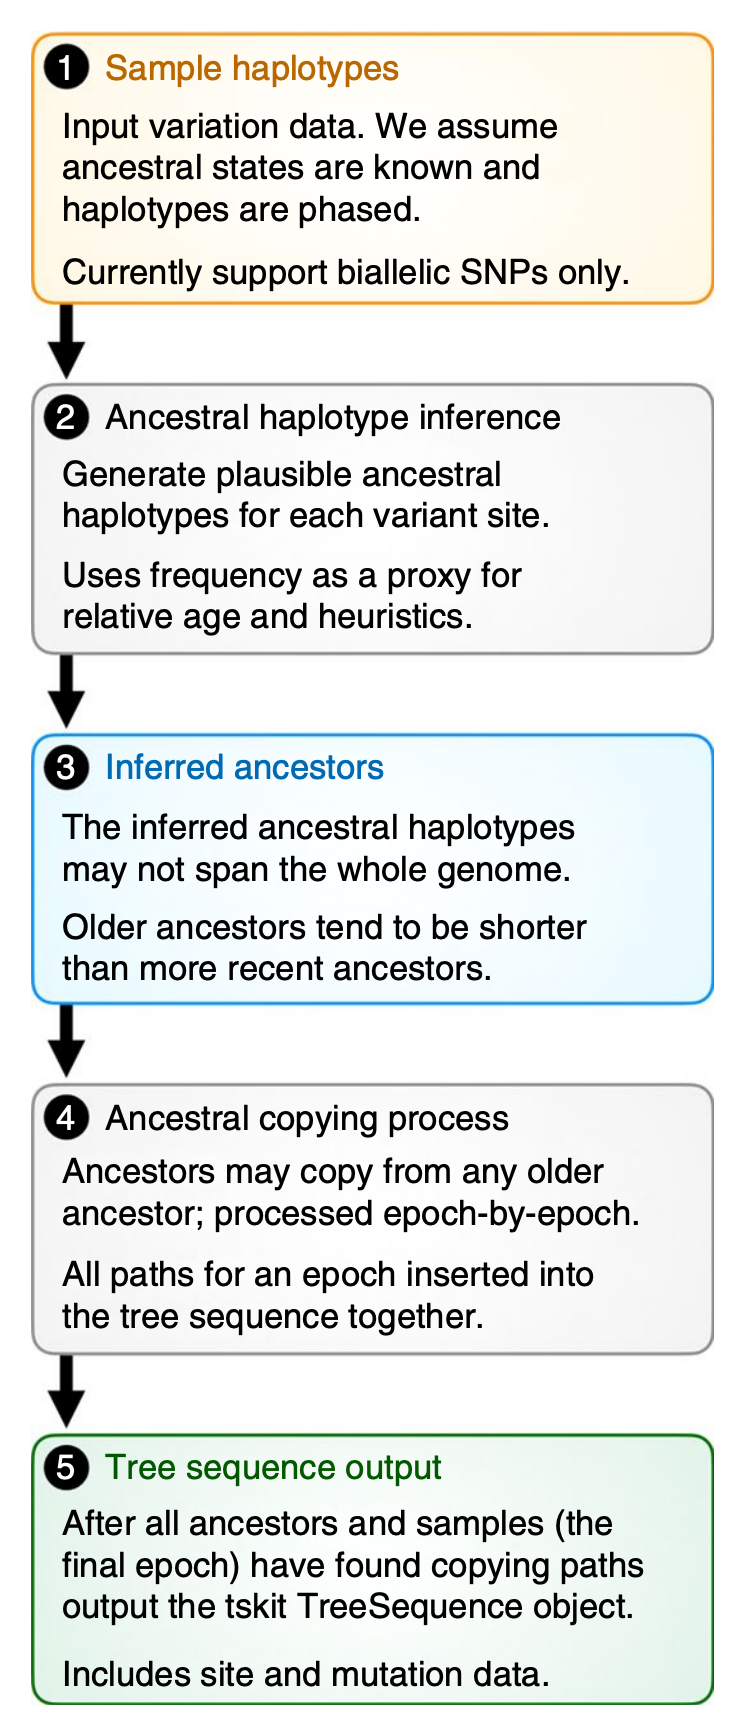 1 Sample haplotypes
Input variation data. We assume
ancestral states are known and
haplotypes are phased.
Currently support biallelic SNPs only.
2 Ancestral haplotype inference
Generate plausible ancestral
haplotypes for each variant site.
Uses frequency as a proxy for
relative age and heuristics.
3 Inferred ancestors
The inferred ancestral haplotypes
may not span the whole genome.
Older ancestors tend to be shorter
than more recent ancestors.
4 Ancestral copying process
Ancestors may copy from any older
ancestor; processed epoch-by-epoch.
All paths for an epoch inserted into
the tree sequence together.
5 Tree sequence output
After all ancestors and samples (the
final epoch) have found copying paths
output the tskit TreeSequence object.
Includes site and mutation data.